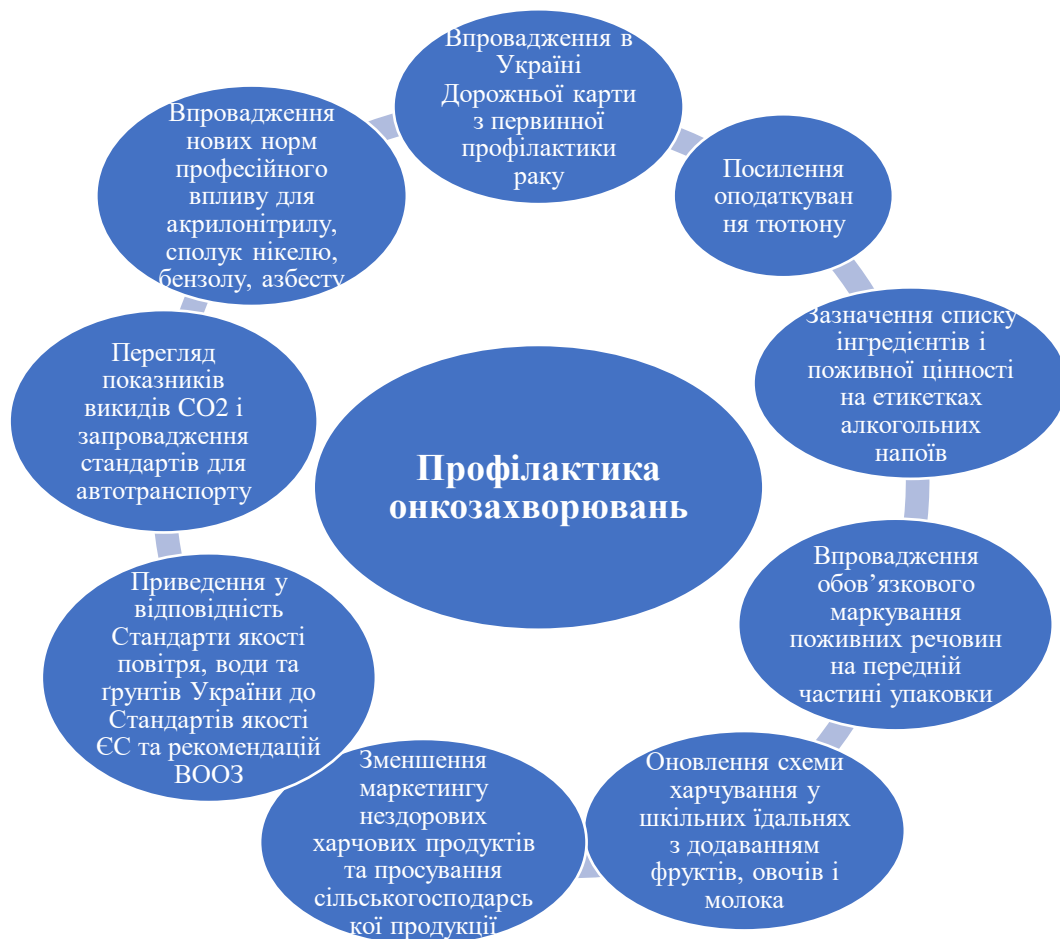 Впровадження в
Україні
Дорожньої карти
з первинної
профілактики
раку
Посилення
оподаткуван
ня тютюну
Зазначення списку
інгредієнтів і
поживної цінності
на етикетках
алкогольних
напоїв
Впровадження
обов’язкового
маркування
поживних речовин
на передній
частині упаковки
Оновлення схеми
харчування у
шкільних їдальнях
з додаванням
фруктів, овочів і
молока
Зменшення
маркетингу
нездорових
харчових продуктів
та просування
сільськогосподарсь
кої продукції
Приведення у
відповідність
Стандарти якості
повітря, води та
ґрунтів України до
Стандартів якості
ЄС та рекомендацій
ВООЗ
Перегляд
показників
викидів СО2 і
запровадження
стандартів для
автотранспорту
Впровадження
нових норм
професійного
впливу для
акрилонітрилу,
сполук нікелю,
бензолу, азбесту
Профілактика
онкозахворювань